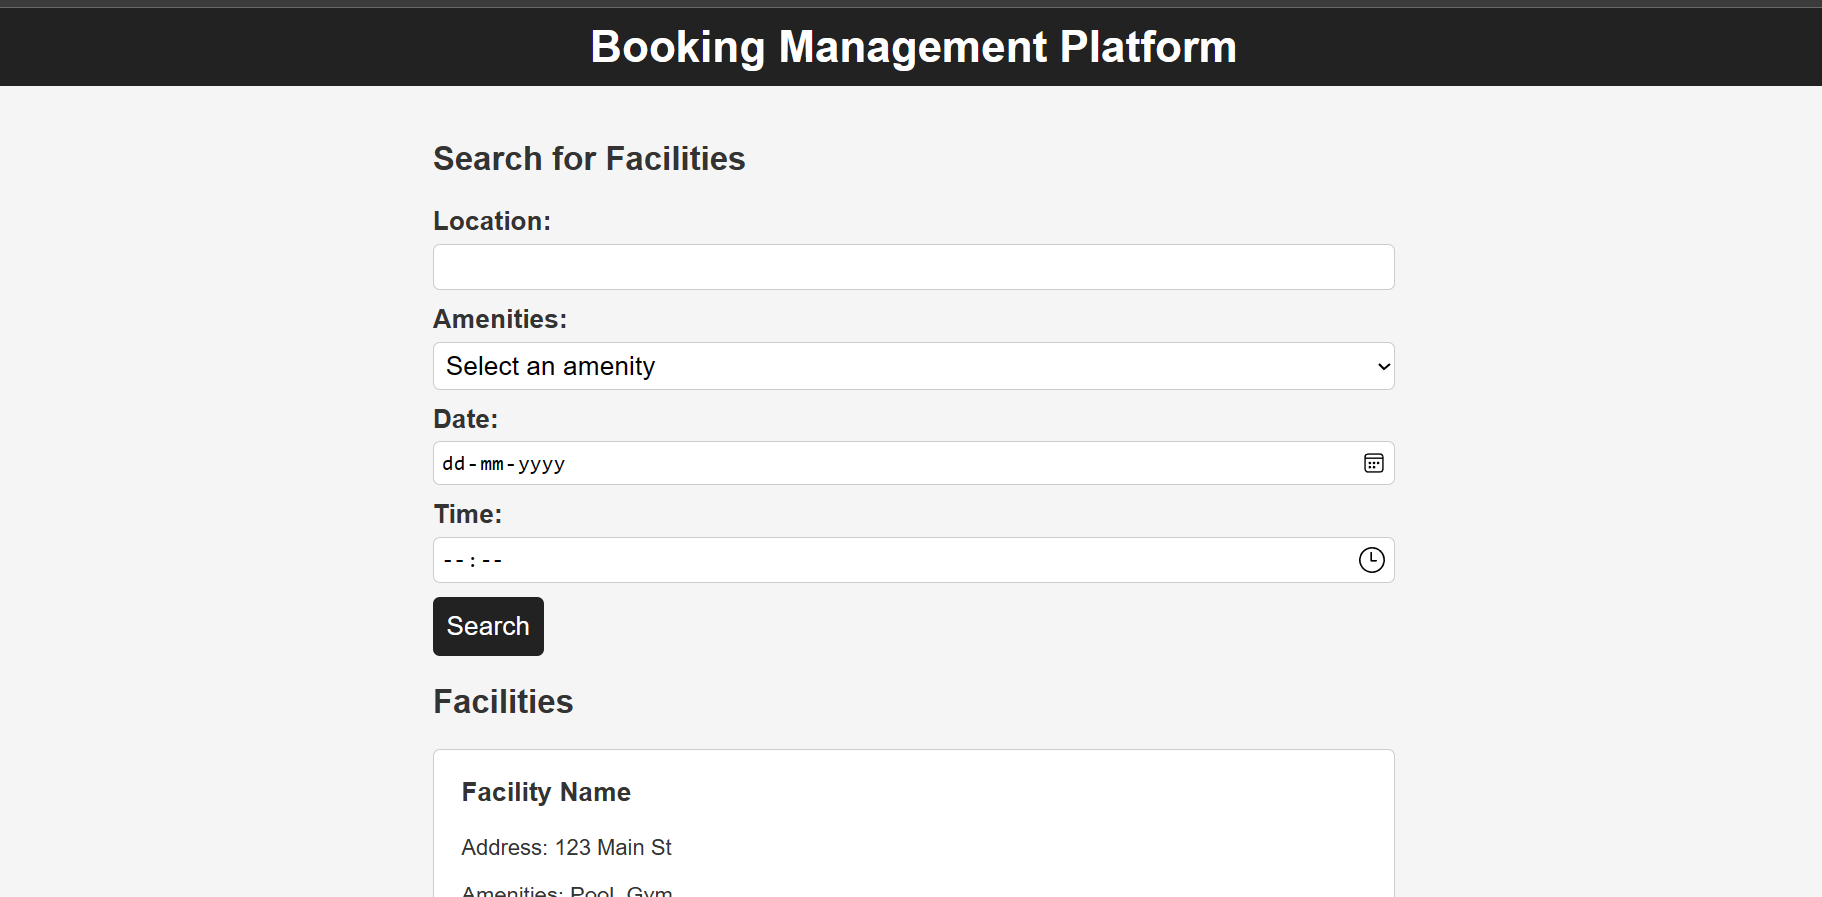 Booking Management Platform
Search for Facilities
Location:
Amenities:
Select an amenity
Date:
dd-mm-yyyy
Time:
--:--
Search
Facilities
Facility Name
Address: 123 Main St
Amenities: Pool, Gym